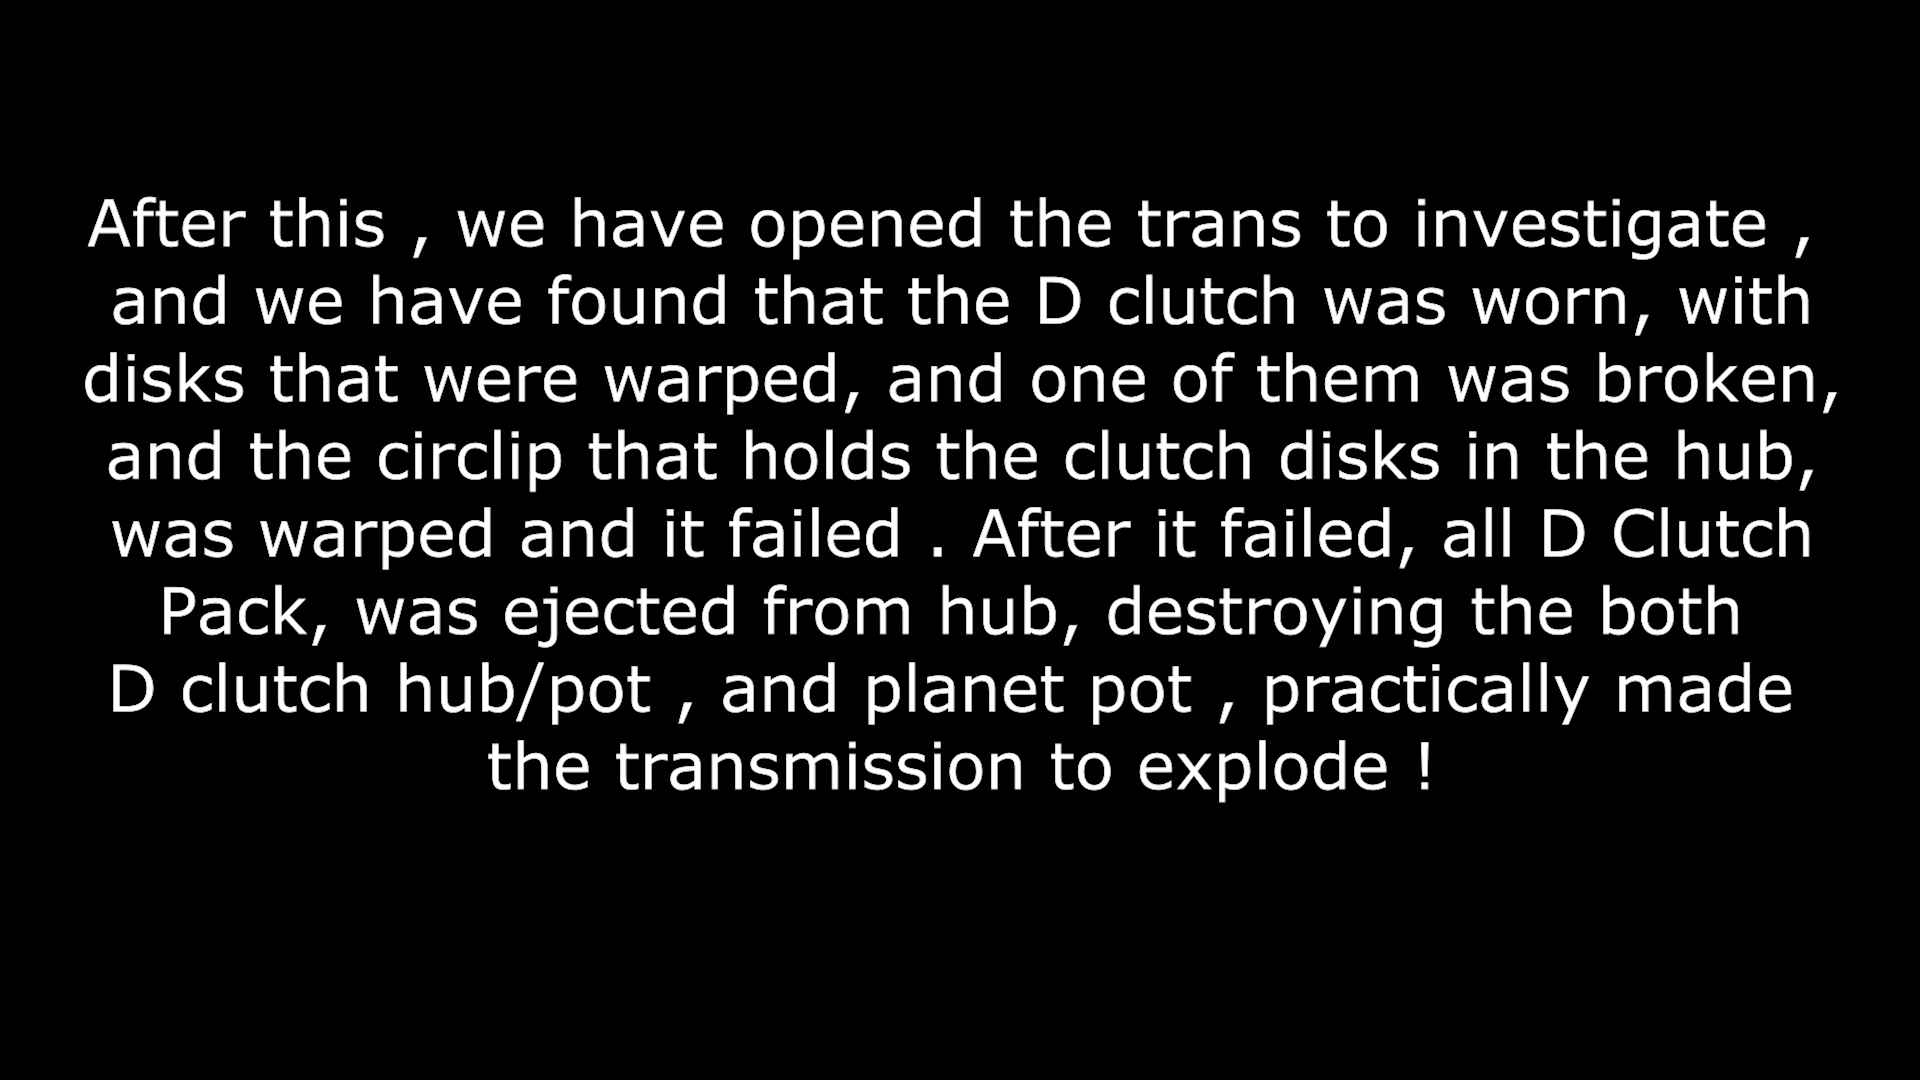 After this , we have opened the trans to investigate ,
and we have found that the D clutch was worn, with
disks that were warped, and one of them was broken,
and the circlip that holds the clutch disks in the hub,
was warped and it failed . After it failed, all D Clutch
Pack, was ejected from hub, destroying the both
D clutch hub/pot , and planet pot , practically made
the transmission to explode !